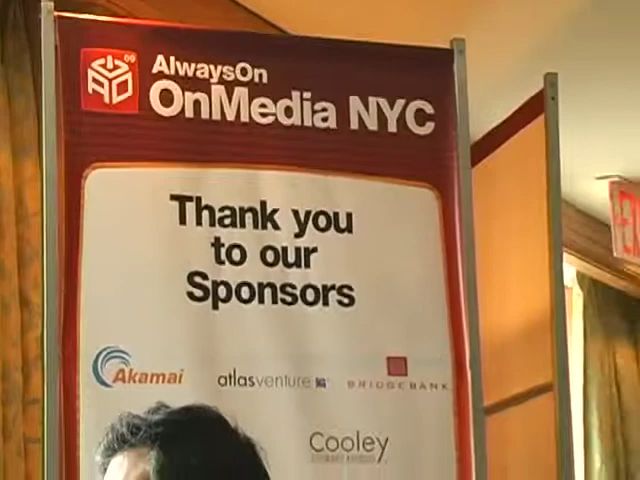 AlwaysOn
OnMedia NYC
Thank you
to our
Sponsors
Akamai
atlasventure
BRIDGEBANK
Cooley